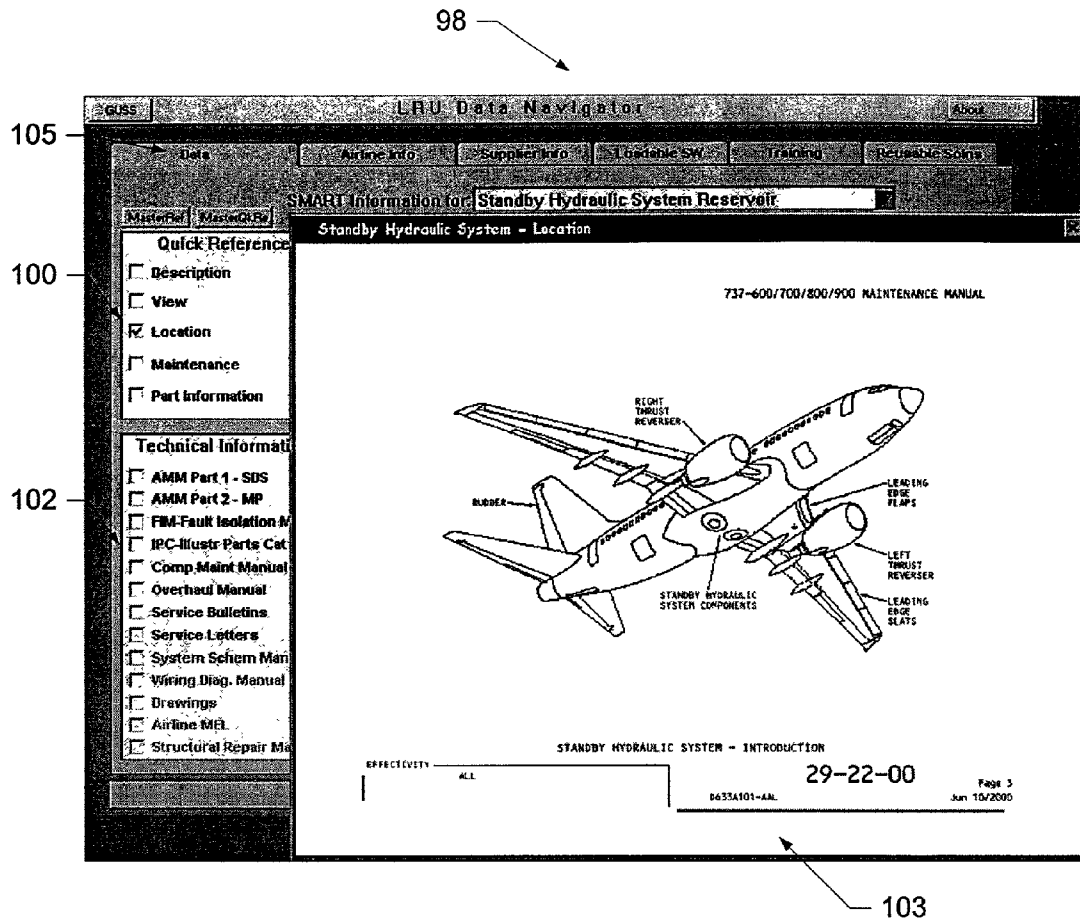 98
GUSS LRU Data Navigator About
105
Data Airline Info Supplier Info Loadable SW Training Reusable Solns
SMART Information for: Standby Hydraulic System Reservoir
MasterRef
Standby Hydraulic System - Location
Quick Reference
100
Description
View
Location
Maintenance
Part Information
737-600/700/800/900 MAINTENANCE MANUAL
RIGHT
THRUST
REVERSER
RUDDER
LEADING
EDGE
FLAPS
LEFT
THRUST
REVERSER
STANDBY HYDRAULIC
SYSTEM COMPONENTS
LEADING
EDGE
SLATS
Technical Informati
102
AMM Part 1 - SDS
AMM Part 2 - MP
FIM-Fault Isolation M
IPC-Illustr Parts Cat
Comp Maint Manual
Overhaul Manual
Service Bulletins
Service Letters
System Schem Man
Wiring Diag. Manual
Drawings
Airline MEL
Structural Repair Ma
STANDBY HYDRAULIC SYSTEM - INTRODUCTION
EFFECTIVITY
ALL
29-22-00
D633A101-AAL
Page 3
Jun 10/2000
103